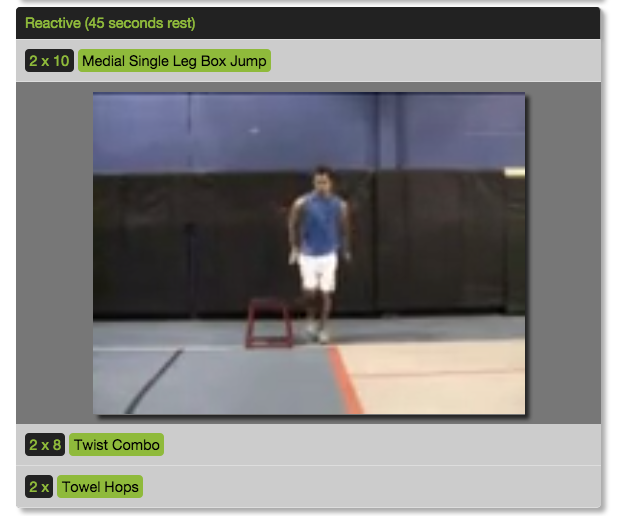 Reactive (45 seconds rest)
2 x 10 Medial Single Leg Box Jump
2 x 8 Twist Combo
2 x Towel Hops